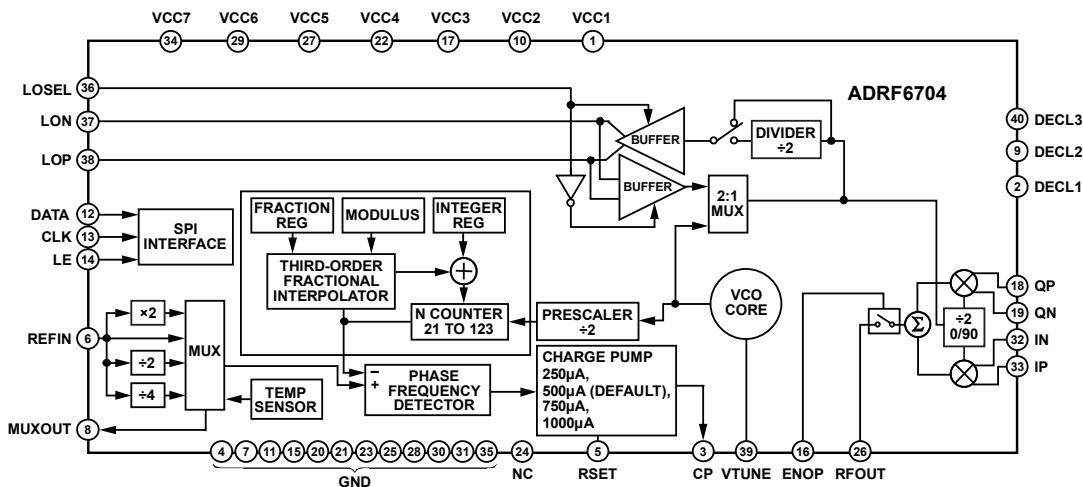 VCC7 VCC6 VCC5 VCC4 VCC3 VCC2 VCC1
34 29 27 22 17 10 1
LOSEL 36
ADRF6704
LON 37
LOP 38
BUFFER
DIVIDER
÷2
BUFFER
2:1
MUX
40 DECL3
9 DECL2
2 DECL1
DATA 12
CLK 13
LE 14
SPI
INTERFACE
FRACTION
REG
MODULUS
INTEGER
REG
THIRD-ORDER
FRACTIONAL
INTERPOLATOR
+
N COUNTER
21 TO 123
PRESCALER
÷2
VCO
CORE
18 QP
19 QN
32 IN
33 IP
Σ
÷2
0/90
REFIN 6
×2
÷2
÷4
MUX
TEMP
SENSOR
MUXOUT 8
−
+
PHASE
FREQUENCY
DETECTOR
CHARGE PUMP
250µA,
500µA (DEFAULT),
750µA,
1000µA
4 7 11 15 20 21 23 25 28 30 31 35 24 5 3 39 16 26
GND NC RSET CP VTUNE ENOP RFOUT